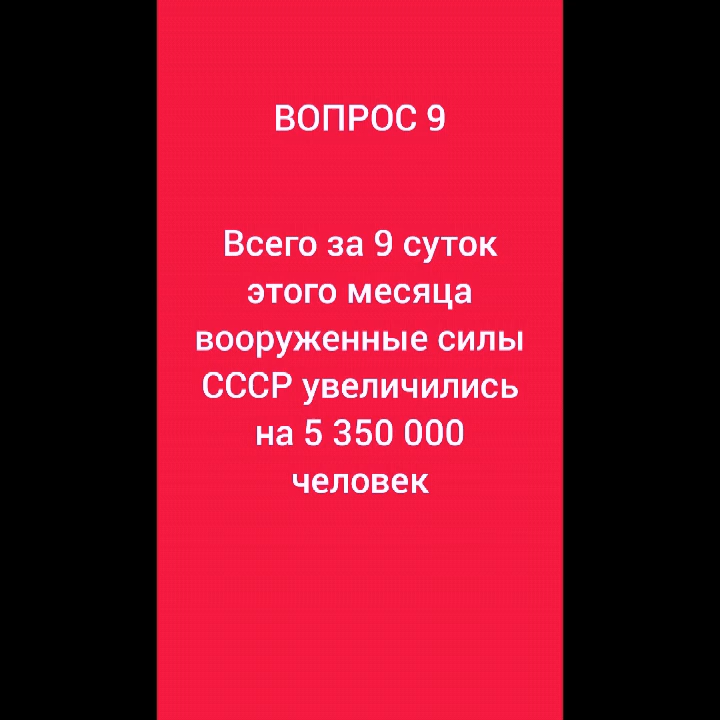 ВОПРОС 9
Всего за 9 суток
этого месяца
вооруженные силы
СССР увеличились
на 5 350 000
человек